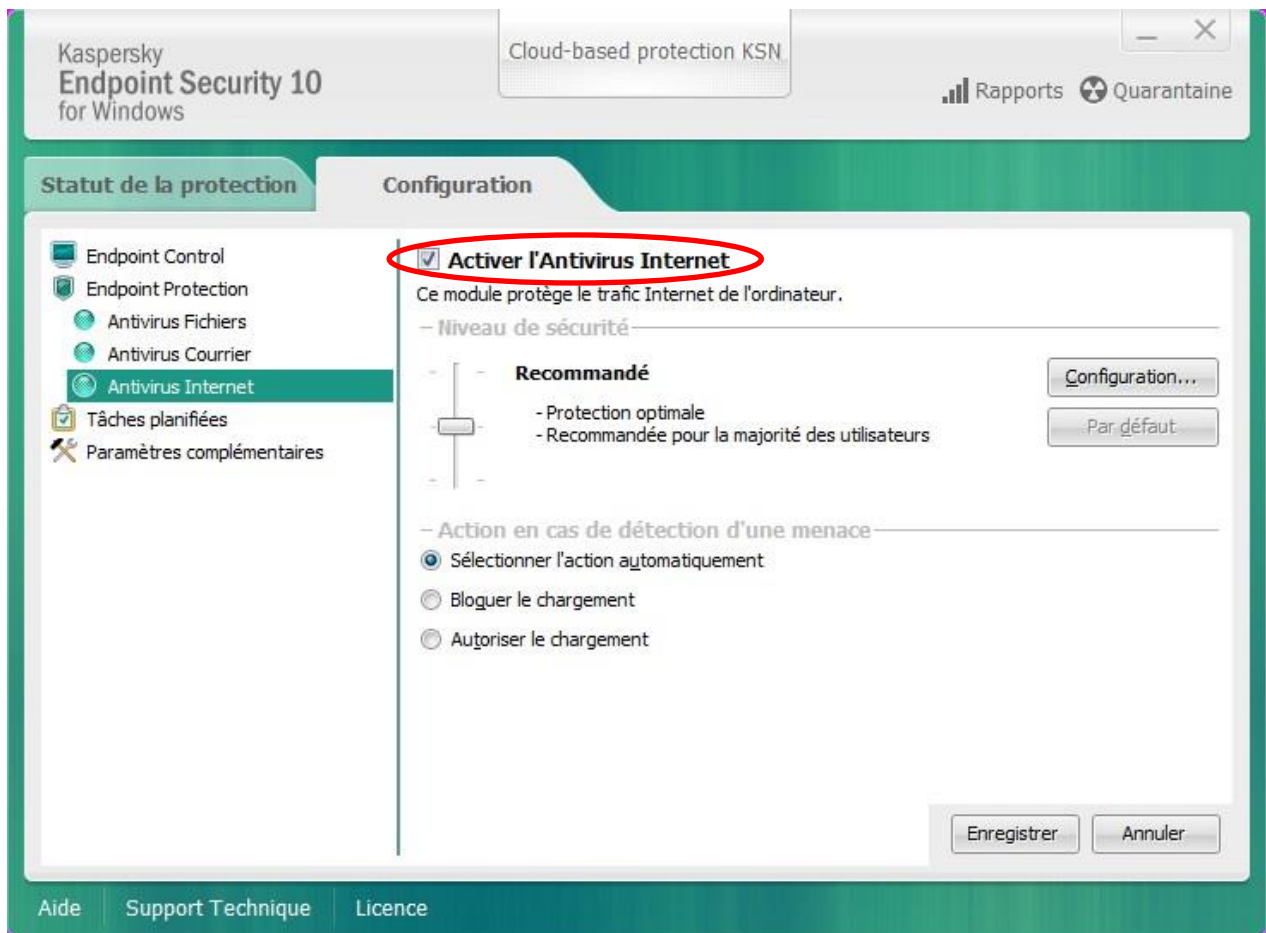 Kaspersky
Endpoint Security 10
for Windows
Cloud-based protection KSN
Rapports
Quarantaine
Statut de la protection
Configuration
Endpoint Control
Endpoint Protection
Antivirus Fichiers
Antivirus Courrier
Antivirus Internet
Tâches planifiées
Paramètres complémentaires
Activer l'Antivirus Internet
Ce module protège le trafic Internet de l'ordinateur.
Niveau de sécurité
Recommandé
- Protection optimale
- Recommandée pour la majorité des utilisateurs
Configuration...
Par défaut
Action en cas de détection d'une menace
Sélectionner l'action automatiquement
Bloquer le chargement
Autoriser le chargement
Enregistrer
Annuler
Aide
Support Technique
Licence